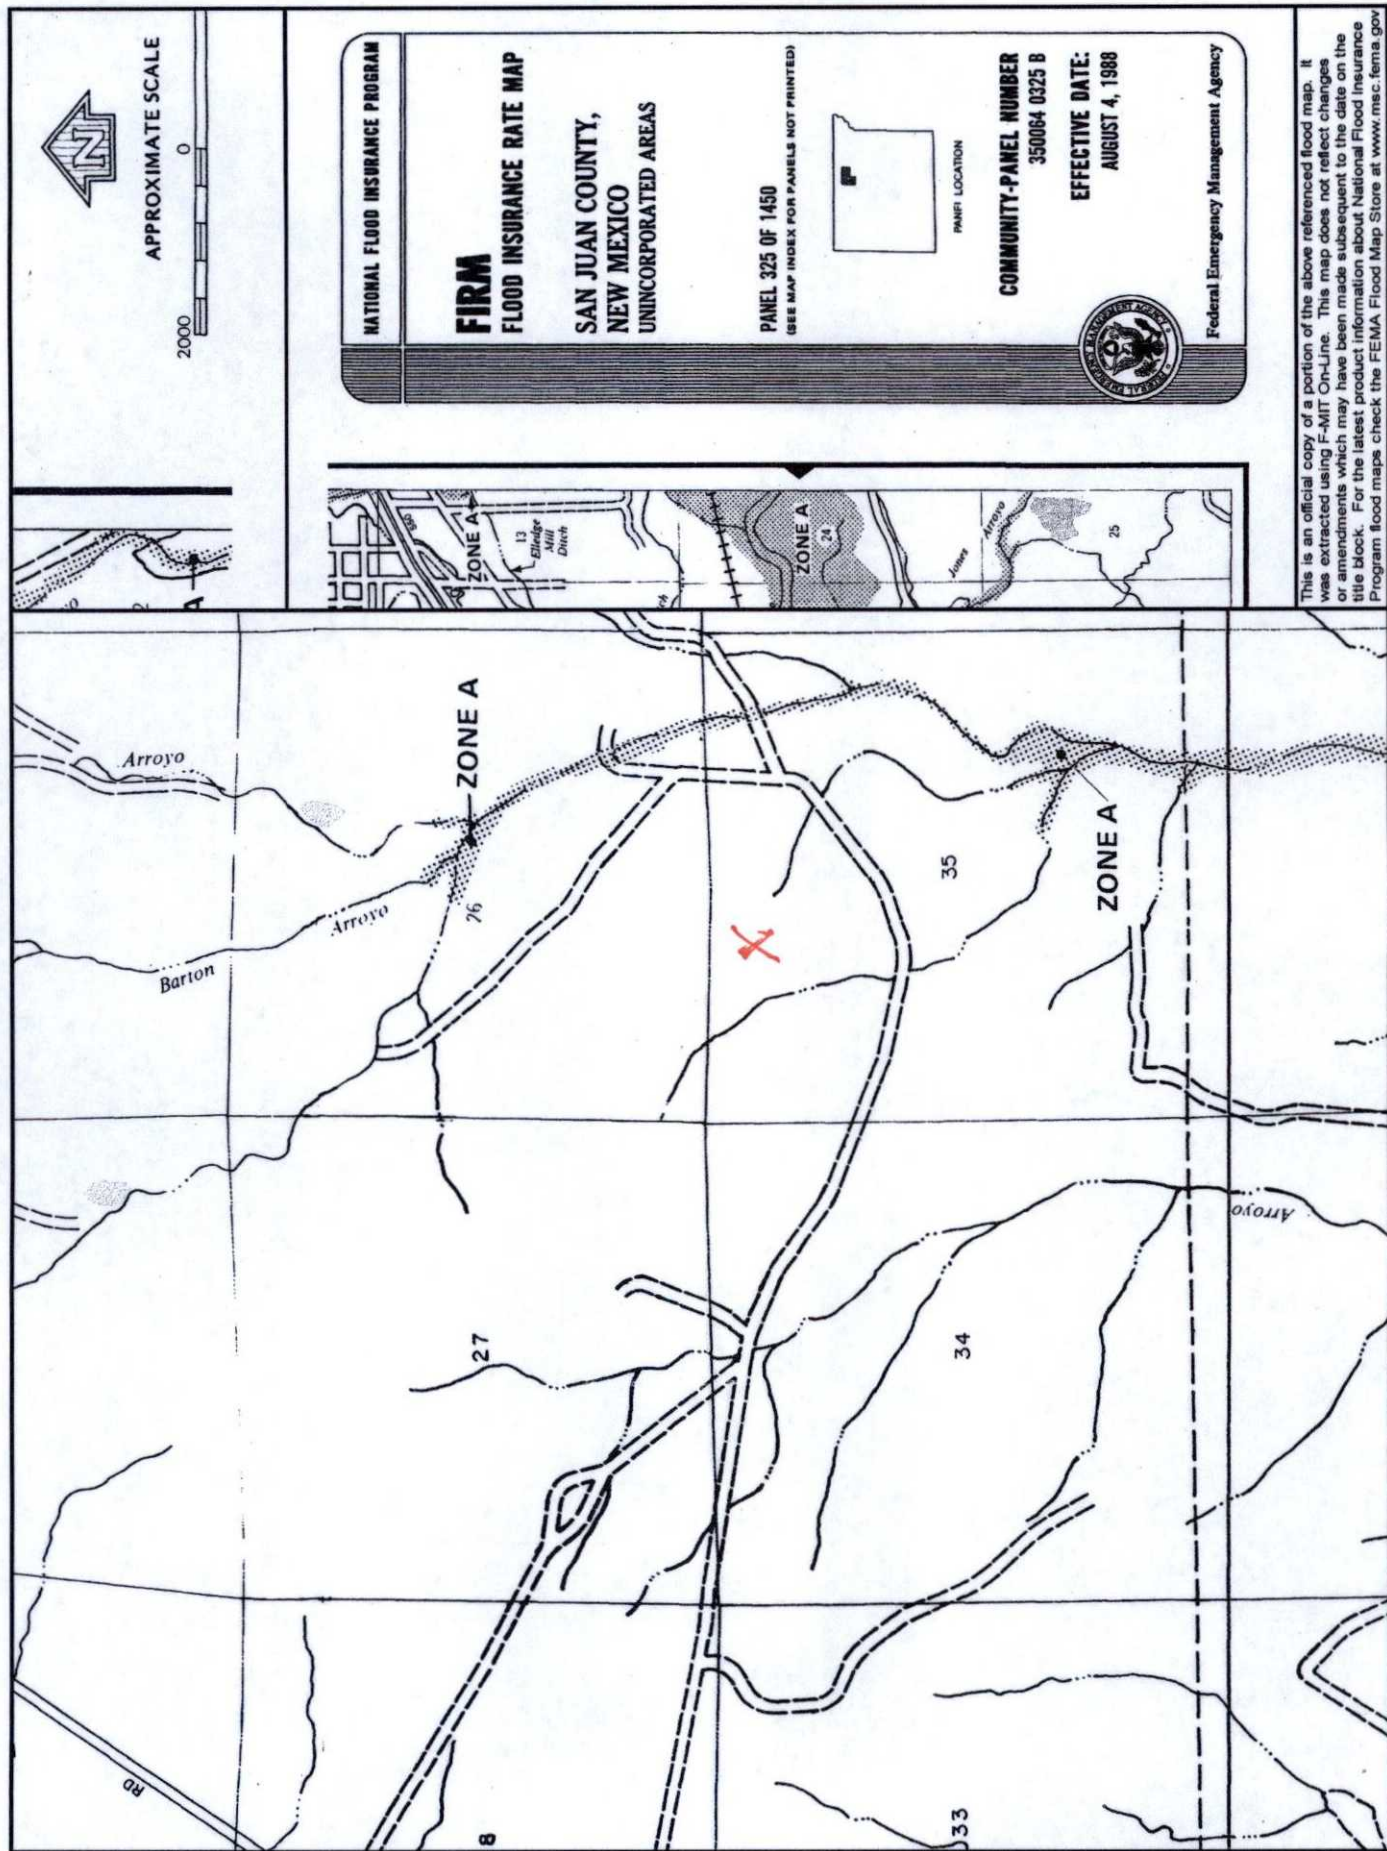 APPROXIMATE SCALE
2000 0
N
NATIONAL FLOOD INSURANCE PROGRAM
FIRM
FLOOD INSURANCE RATE MAP
SAN JUAN COUNTY,
NEW MEXICO
UNINCORPORATED AREAS
PANEL 325 OF 1450
(SEE MAP INDEX FOR PANELS NOT PRINTED)
PANEL LOCATION
COMMUNITY-PANEL NUMBER
350064 0325 B
EFFECTIVE DATE:
AUGUST 4, 1988
FEDERAL EMERGENCY MANAGEMENT AGENCY
Federal Emergency Management Agency
This is an official copy of a portion of the above referenced flood map. It
was extracted using F-MIT On-Line. This map does not reflect changes
or amendments which may have been made subsequent to the date on the
title block. For the latest product information about National Flood Insurance
Program flood maps check the FEMA Flood Map Store at www.msc.fema.gov
550
ZONE A
13
Elledge
Mill
Ditch
ZONE A
24
Jones Arroyo
25
A
Arroyo
ZONE A
Barton Arroyo
26
35
ZONE A
X
27
34
Arroyo
RD
8
33